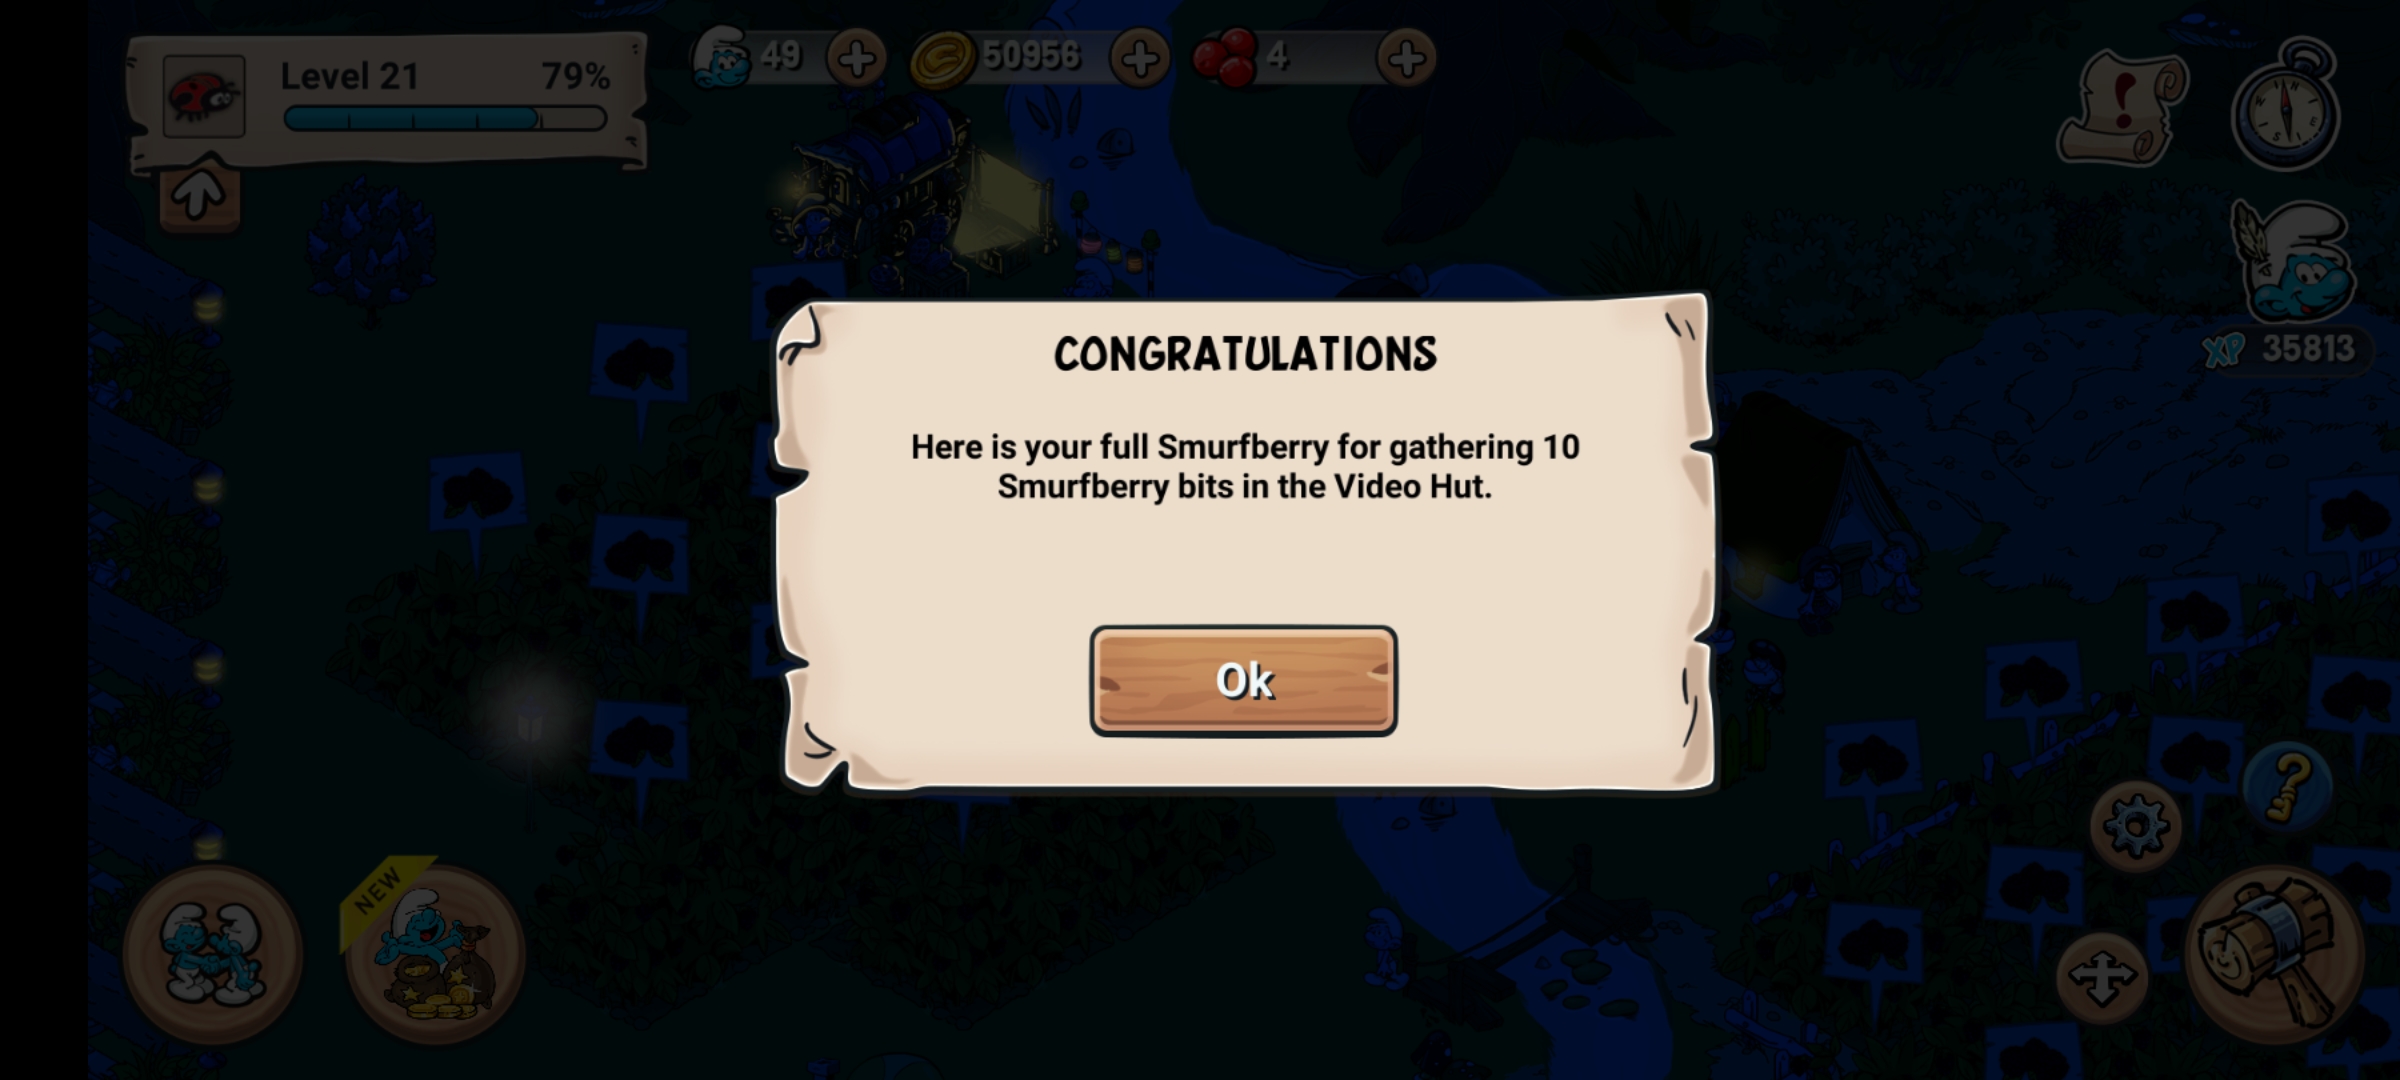 Level 21
79%
49
50956
4
XP 35813
CONGRATULATIONS
Here is your full Smurfberry for gathering 10
Smurfberry bits in the Video Hut.
Ok
NEW